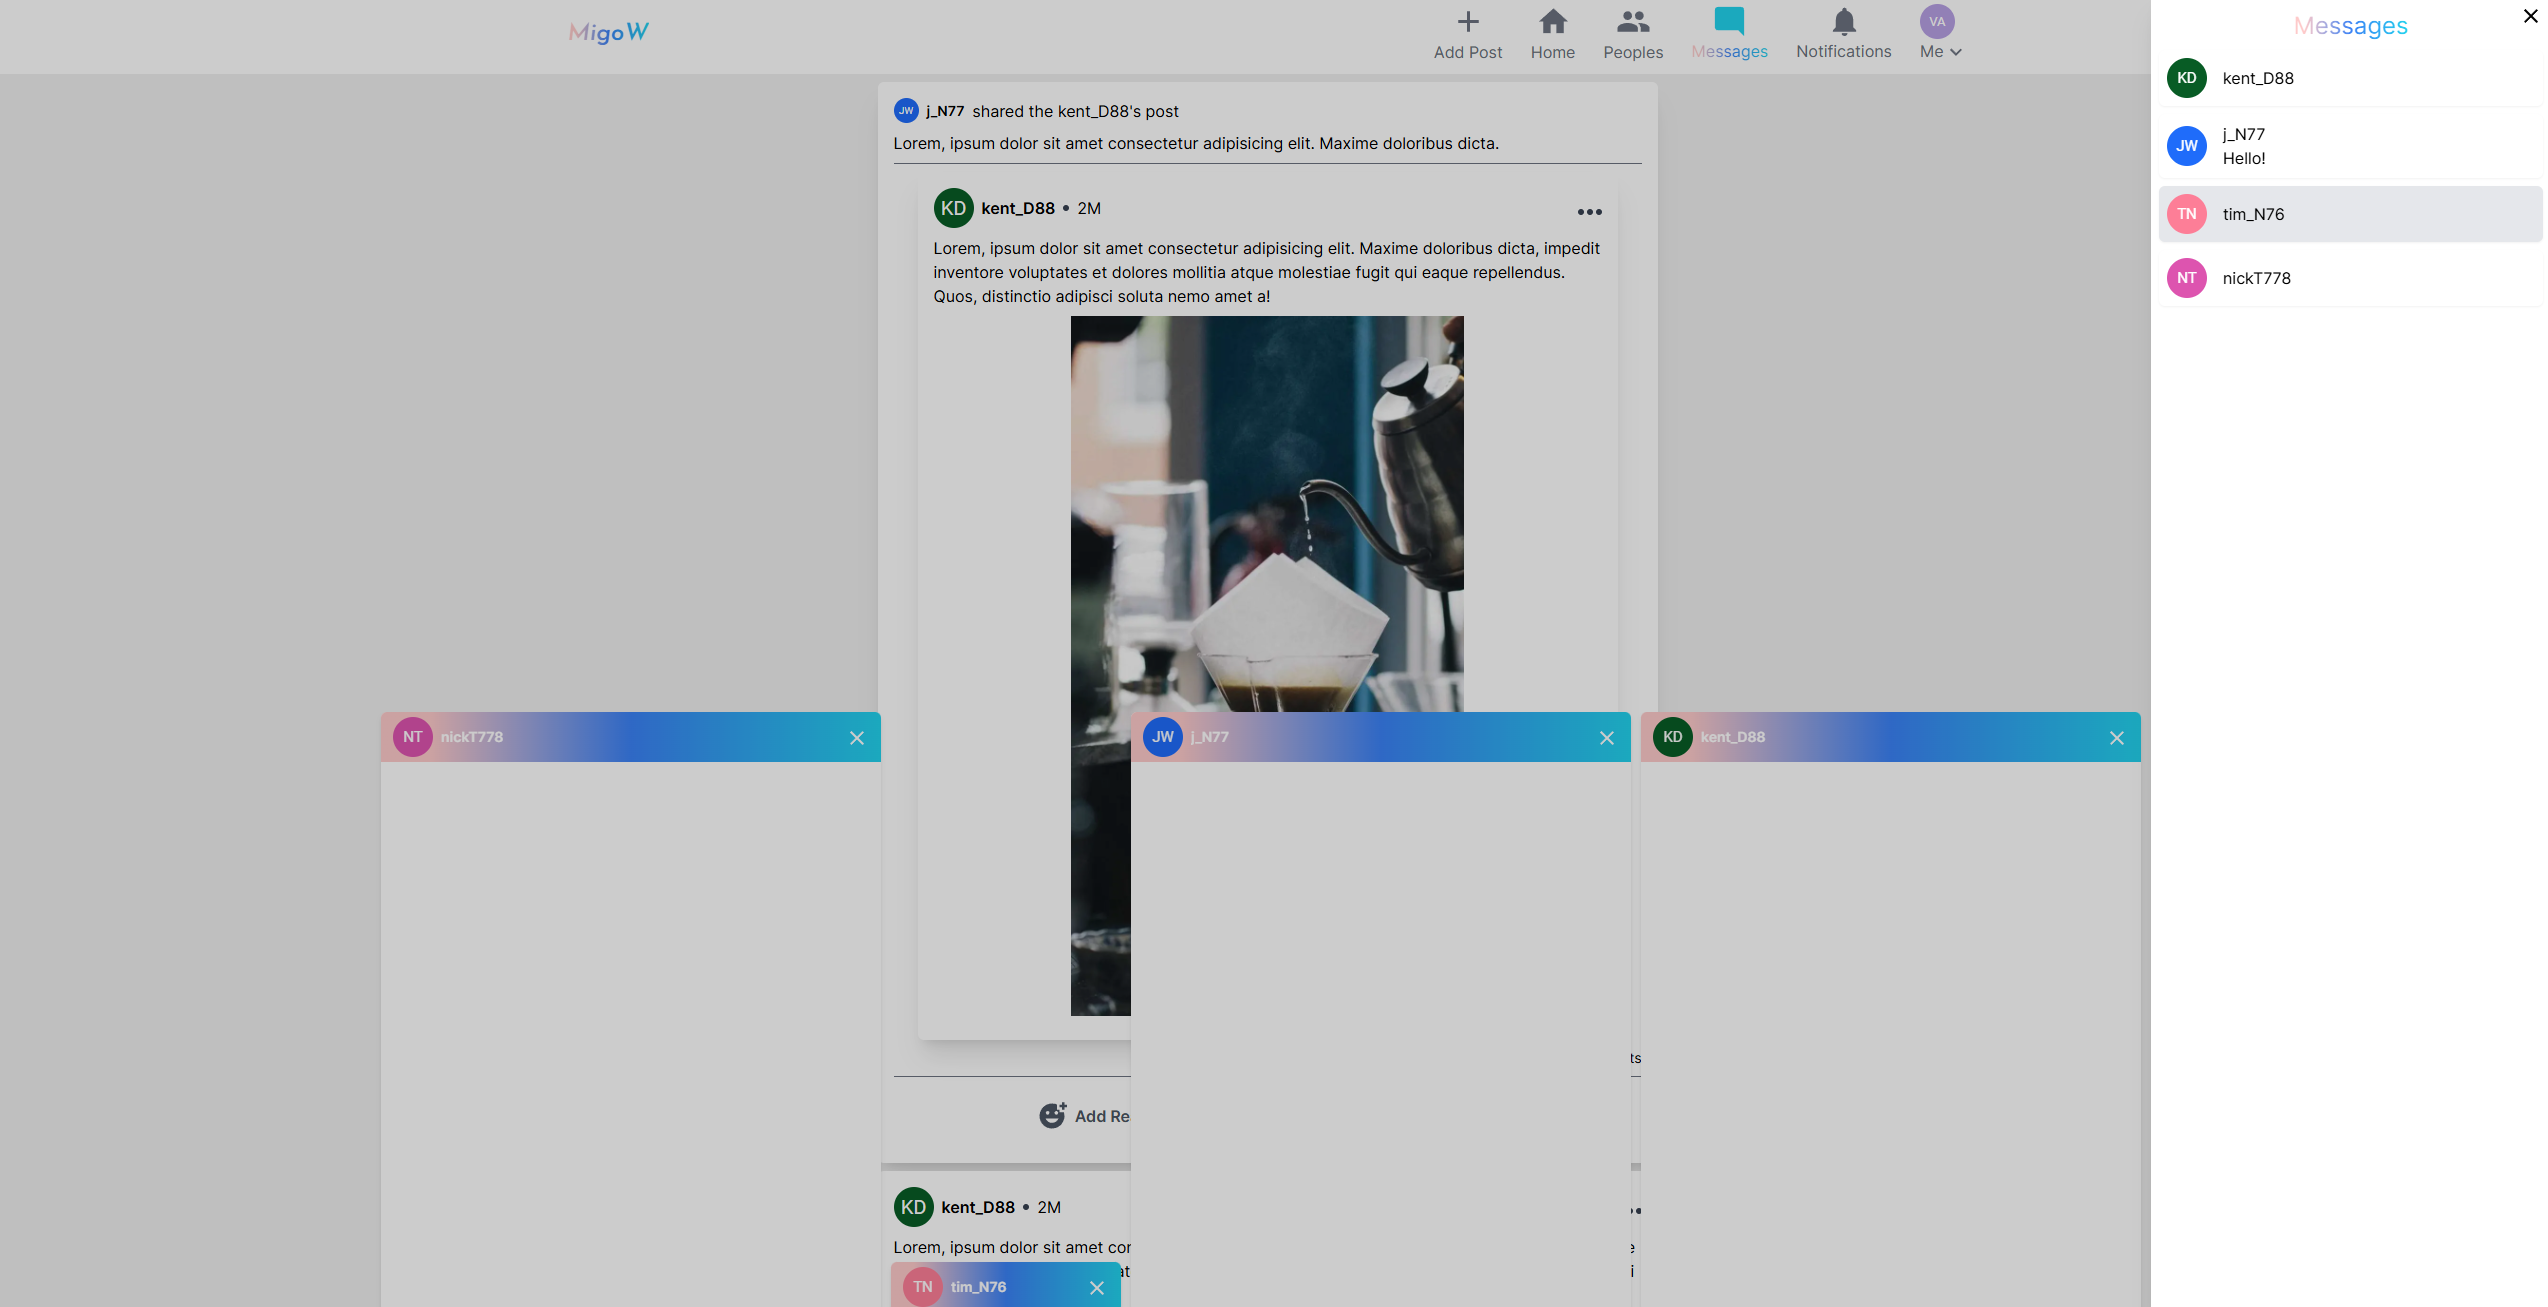 MigoW
Add Post
Home
Peoples
Messages
Notifications
VA
Me
JW j_N77 shared the kent_D88's post
Lorem, ipsum dolor sit amet consectetur adipisicing elit. Maxime doloribus dicta.
KD kent_D88 • 2M
Lorem, ipsum dolor sit amet consectetur adipisicing elit. Maxime doloribus dicta, impedit
inventore voluptates et dolores mollitia atque molestiae fugit qui eaque repellendus.
Quos, distinctio adipisci soluta nemo amet a!
NT nickT778
JW j_N77
KD kent_D88
ts
Add Re
KD kent_D88 • 2M
Lorem, ipsum dolor sit amet cor
at
TN tim_N76
Messages
KD kent_D88
JW j_N77
Hello!
TN tim_N76
NT nickT778